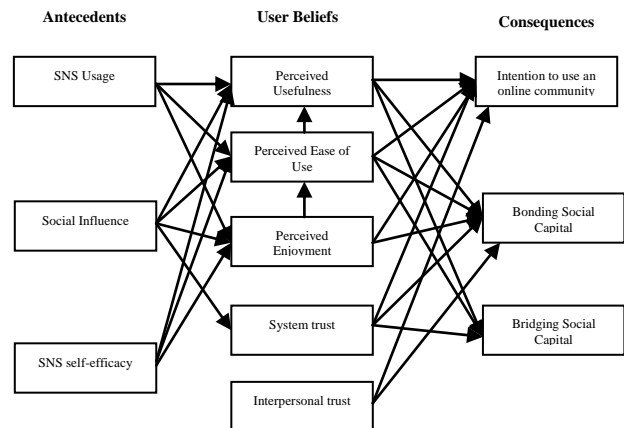 Antecedents
User Beliefs
Consequences
SNS Usage
Perceived
Usefulness
Intention to use an
online community
Perceived Ease of
Use
Social Influence
Perceived
Enjoyment
Bonding Social
Capital
System trust
Bridging Social
Capital
SNS self-efficacy
Interpersonal trust